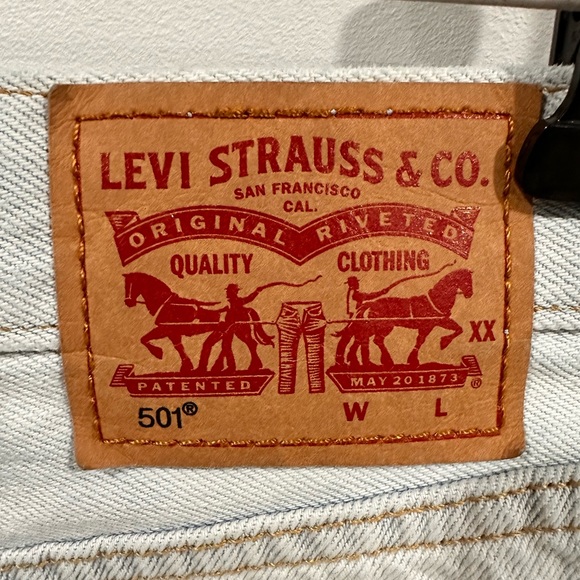 LEVI STRAUSS & CO.
SAN FRANCISCO
CAL.
ORIGINAL RIVETED
QUALITY CLOTHING
XX
PATENTED MAY 20 1873 ®
501® W L